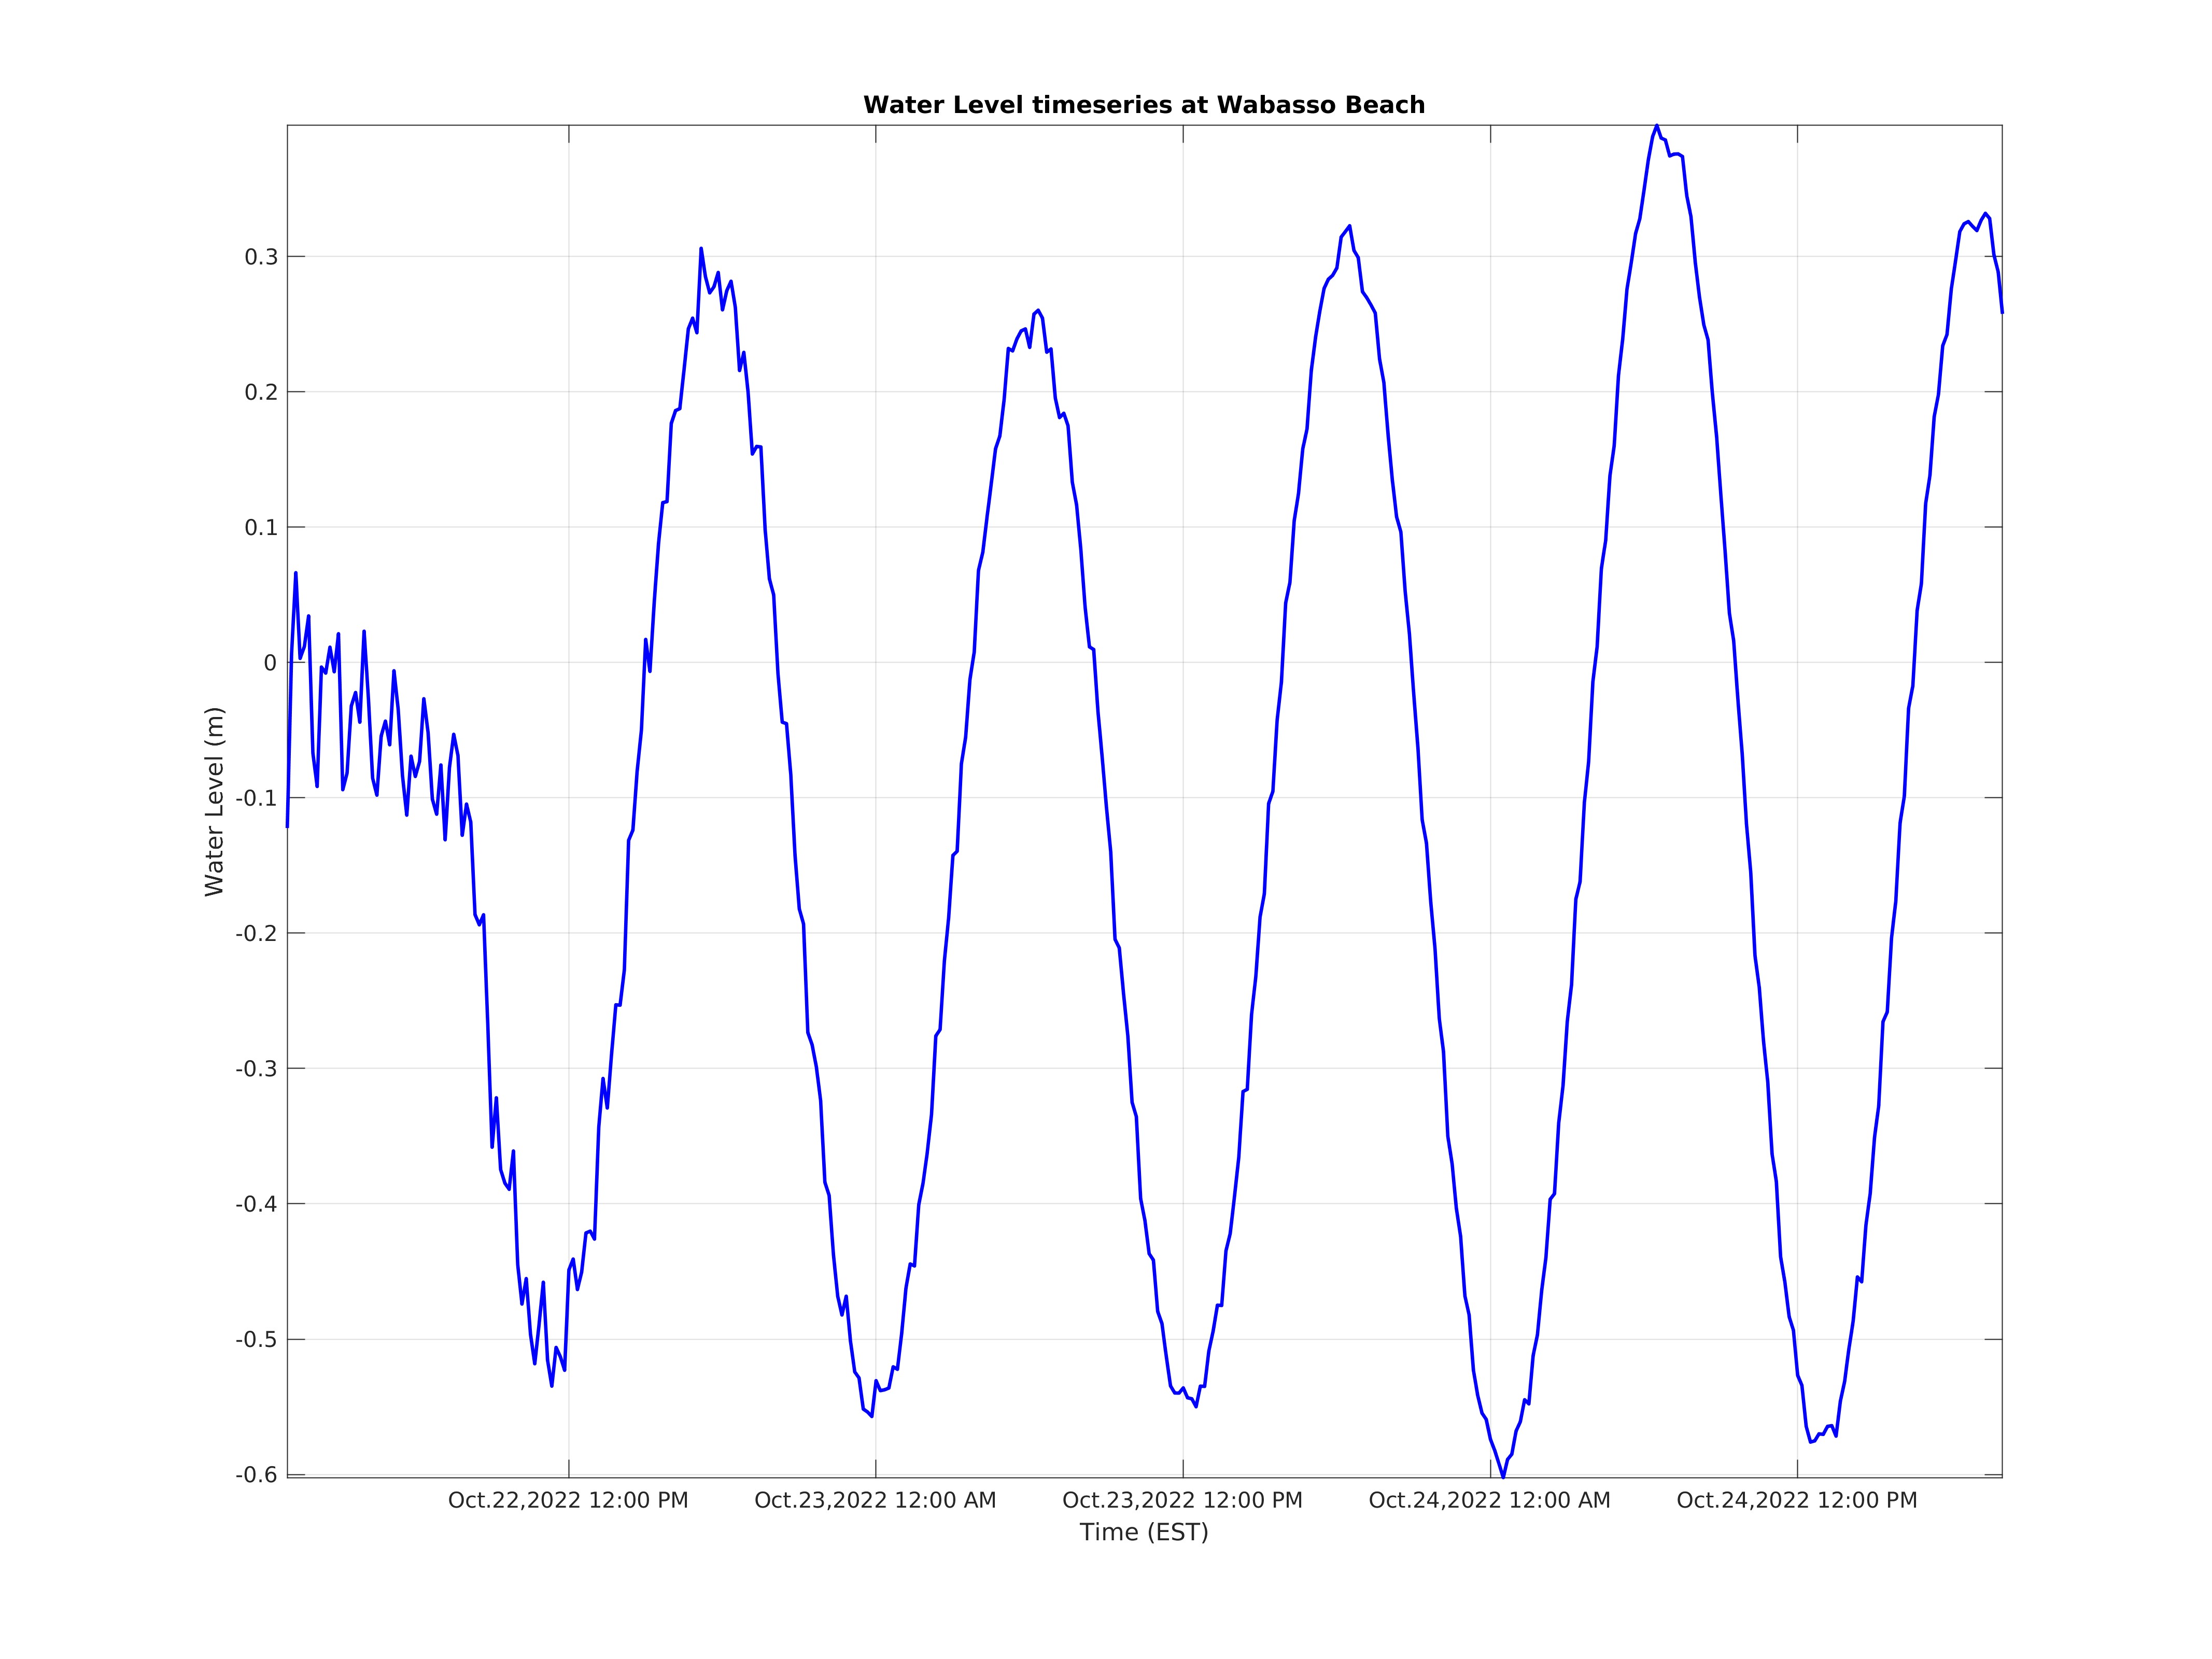 Water Level timeseries at Wabasso Beach
0.3
0.2
0.1
0
-0.1
-0.2
-0.3
-0.4
-0.5
-0.6
Water Level (m)
Oct.22,2022 12:00 PM
Oct.23,2022 12:00 AM
Oct.23,2022 12:00 PM
Oct.24,2022 12:00 AM
Oct.24,2022 12:00 PM
Time (EST)